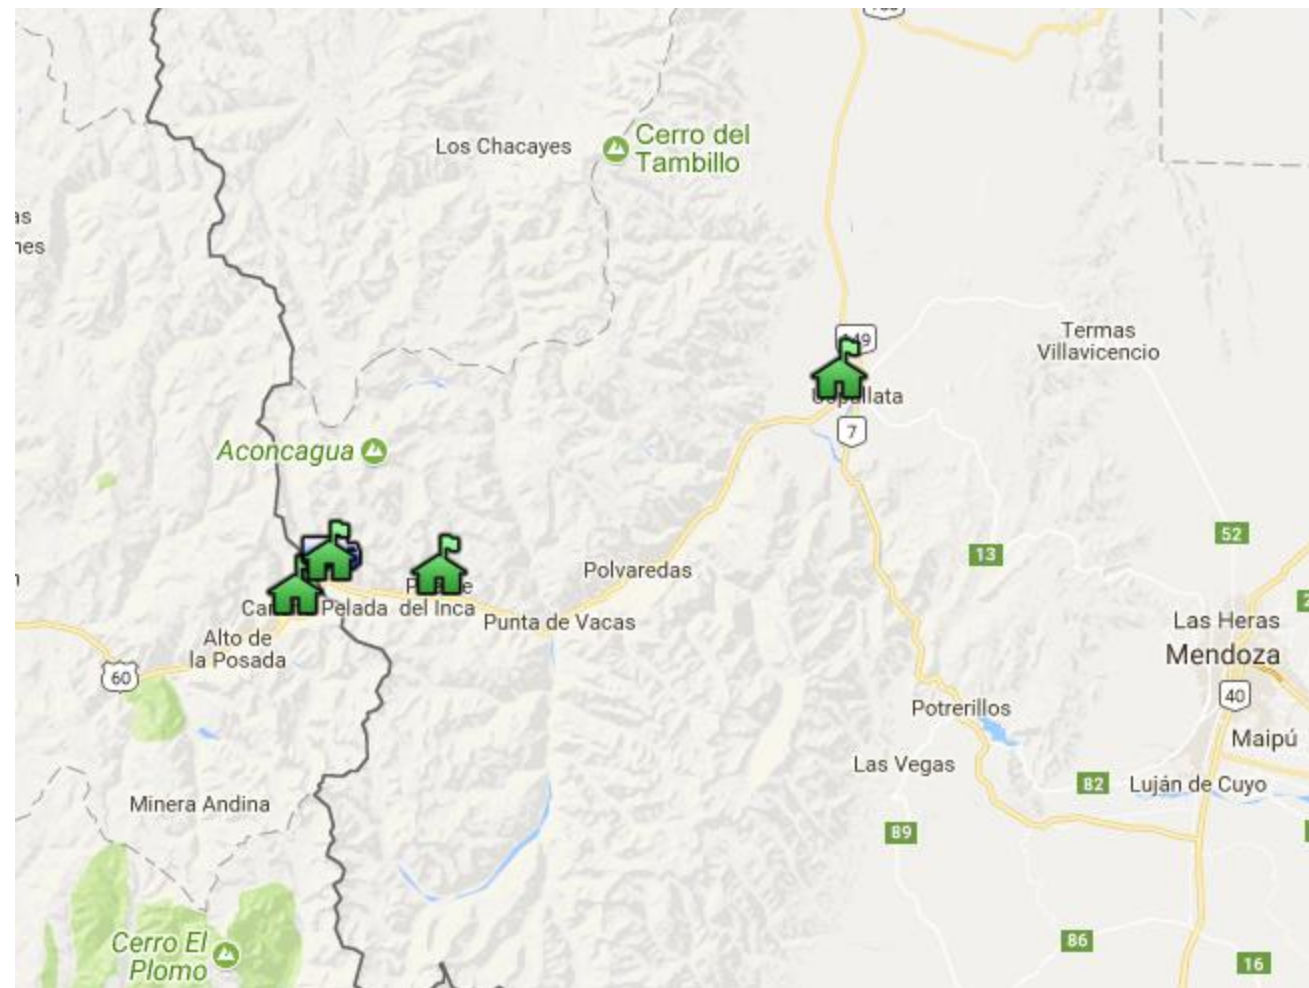 Los Chacayes
Cerro del
Tambillo
Termas
Villavicencio
7
Aconcagua
52
13
Polvaredas
Pelada
del Inca
Punta de Vacas
Las Heras
Alto de
la Posada
Mendoza
60
40
Potrerillos
Maipú
Las Vegas
82
Luján de Cuyo
Minera Andina
89
86
Cerro El
Plomo
16